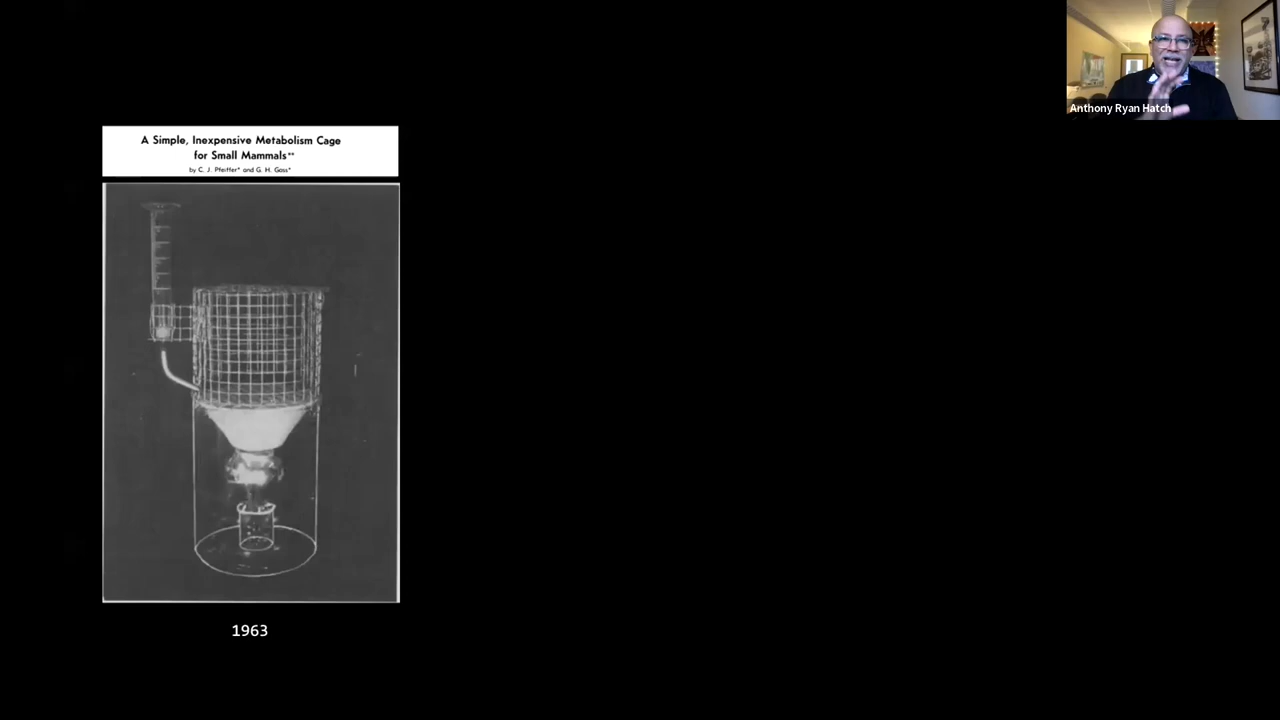 A Simple, Inexpensive Metabolism Cage
for Small Mammals**
by C. J. Pfeiffer* and G. H. Gass*
1963
Anthony Ryan Hatch